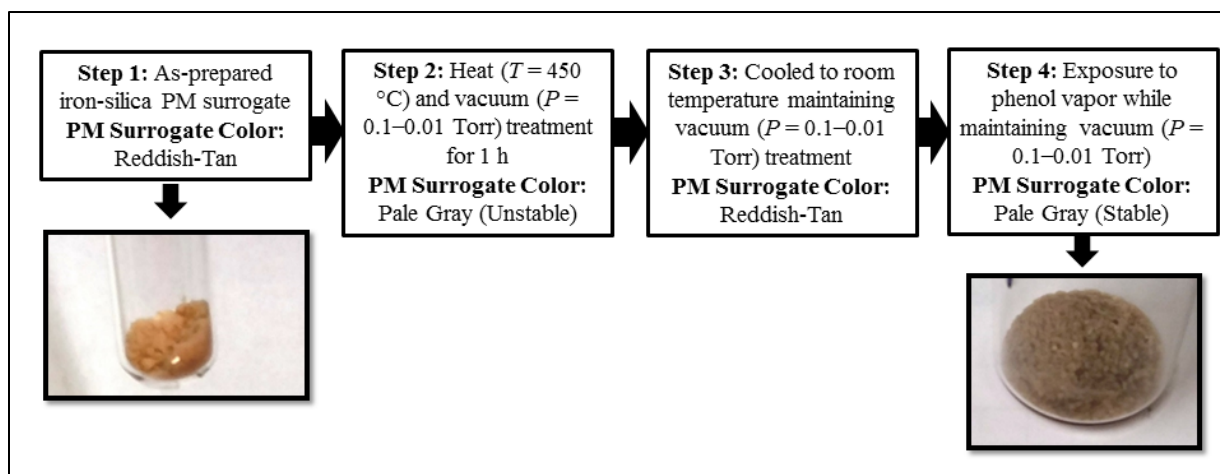 Step 1: As-prepared
iron-silica PM surrogate
PM Surrogate Color:
Reddish-Tan
Step 2: Heat (T = 450
°C) and vacuum (P =
0.1–0.01 Torr) treatment
for 1 h
PM Surrogate Color:
Pale Gray (Unstable)
Step 3: Cooled to room
temperature maintaining
vacuum (P = 0.1–0.01
Torr) treatment
PM Surrogate Color:
Reddish-Tan
Step 4: Exposure to
phenol vapor while
maintaining vacuum (P =
0.1–0.01 Torr)
PM Surrogate Color:
Pale Gray (Stable)